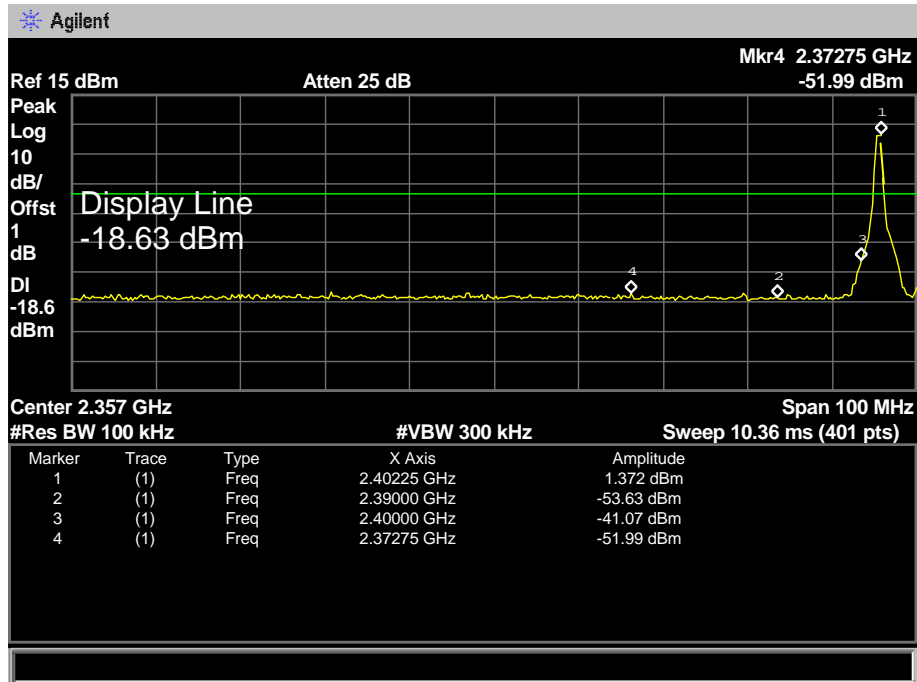 Agilent
Mkr4 2.37275 GHz
Ref 15 dBm Atten 25 dB -51.99 dBm
Peak
Log
10
dB/
Offst
1
dB
DI
-18.6
dBm
Display Line
-18.63 dBm
1
3
4
2
Center 2.357 GHz Span 100 MHz
#Res BW 100 kHz #VBW 300 kHz Sweep 10.36 ms (401 pts)
Marker Trace Type X Axis Amplitude
1 (1) Freq 2.40225 GHz 1.372 dBm
2 (1) Freq 2.39000 GHz -53.63 dBm
3 (1) Freq 2.40000 GHz -41.07 dBm
4 (1) Freq 2.37275 GHz -51.99 dBm